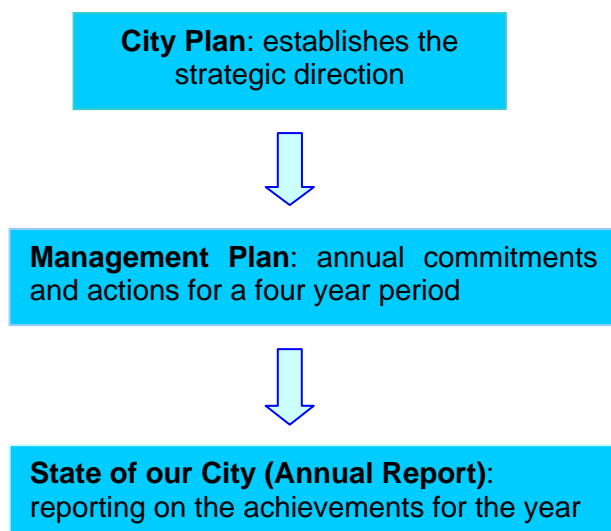 City Plan: establishes the
strategic direction
Management Plan: annual commitments
and actions for a four year period
State of our City (Annual Report):
reporting on the achievements for the year